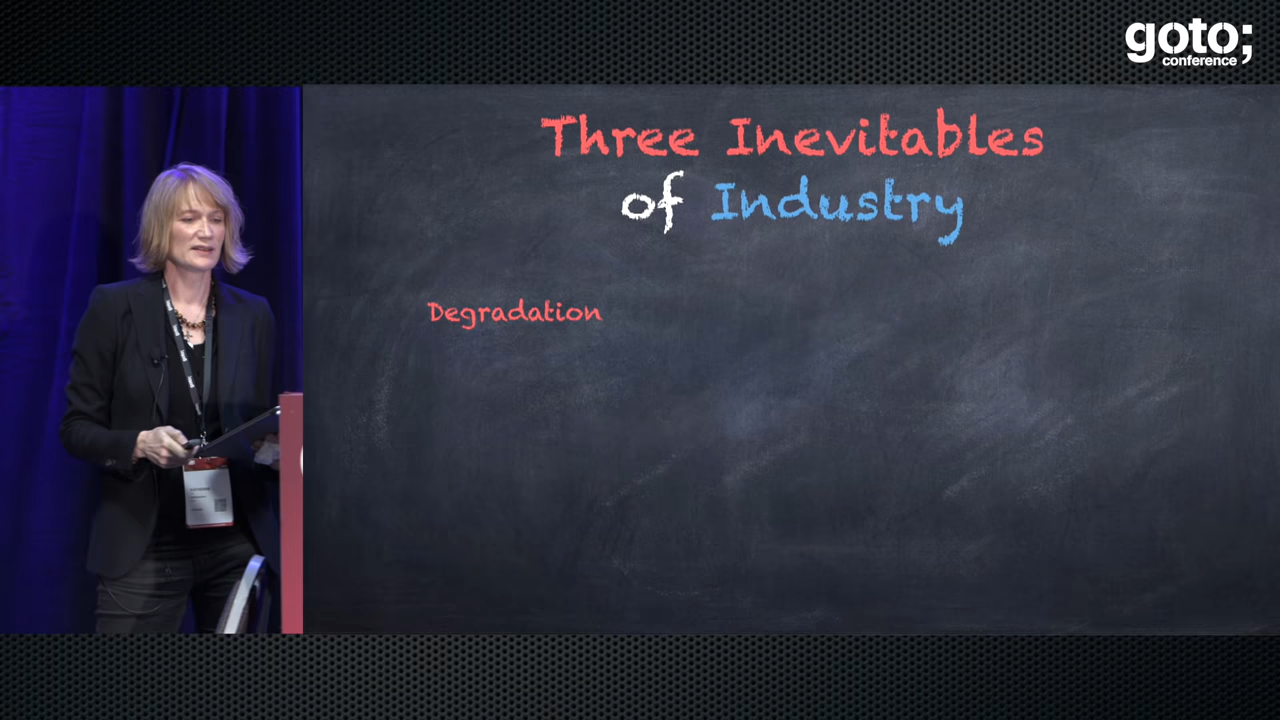 goto;
conference
Three Inevitables
of Industry
Degradation